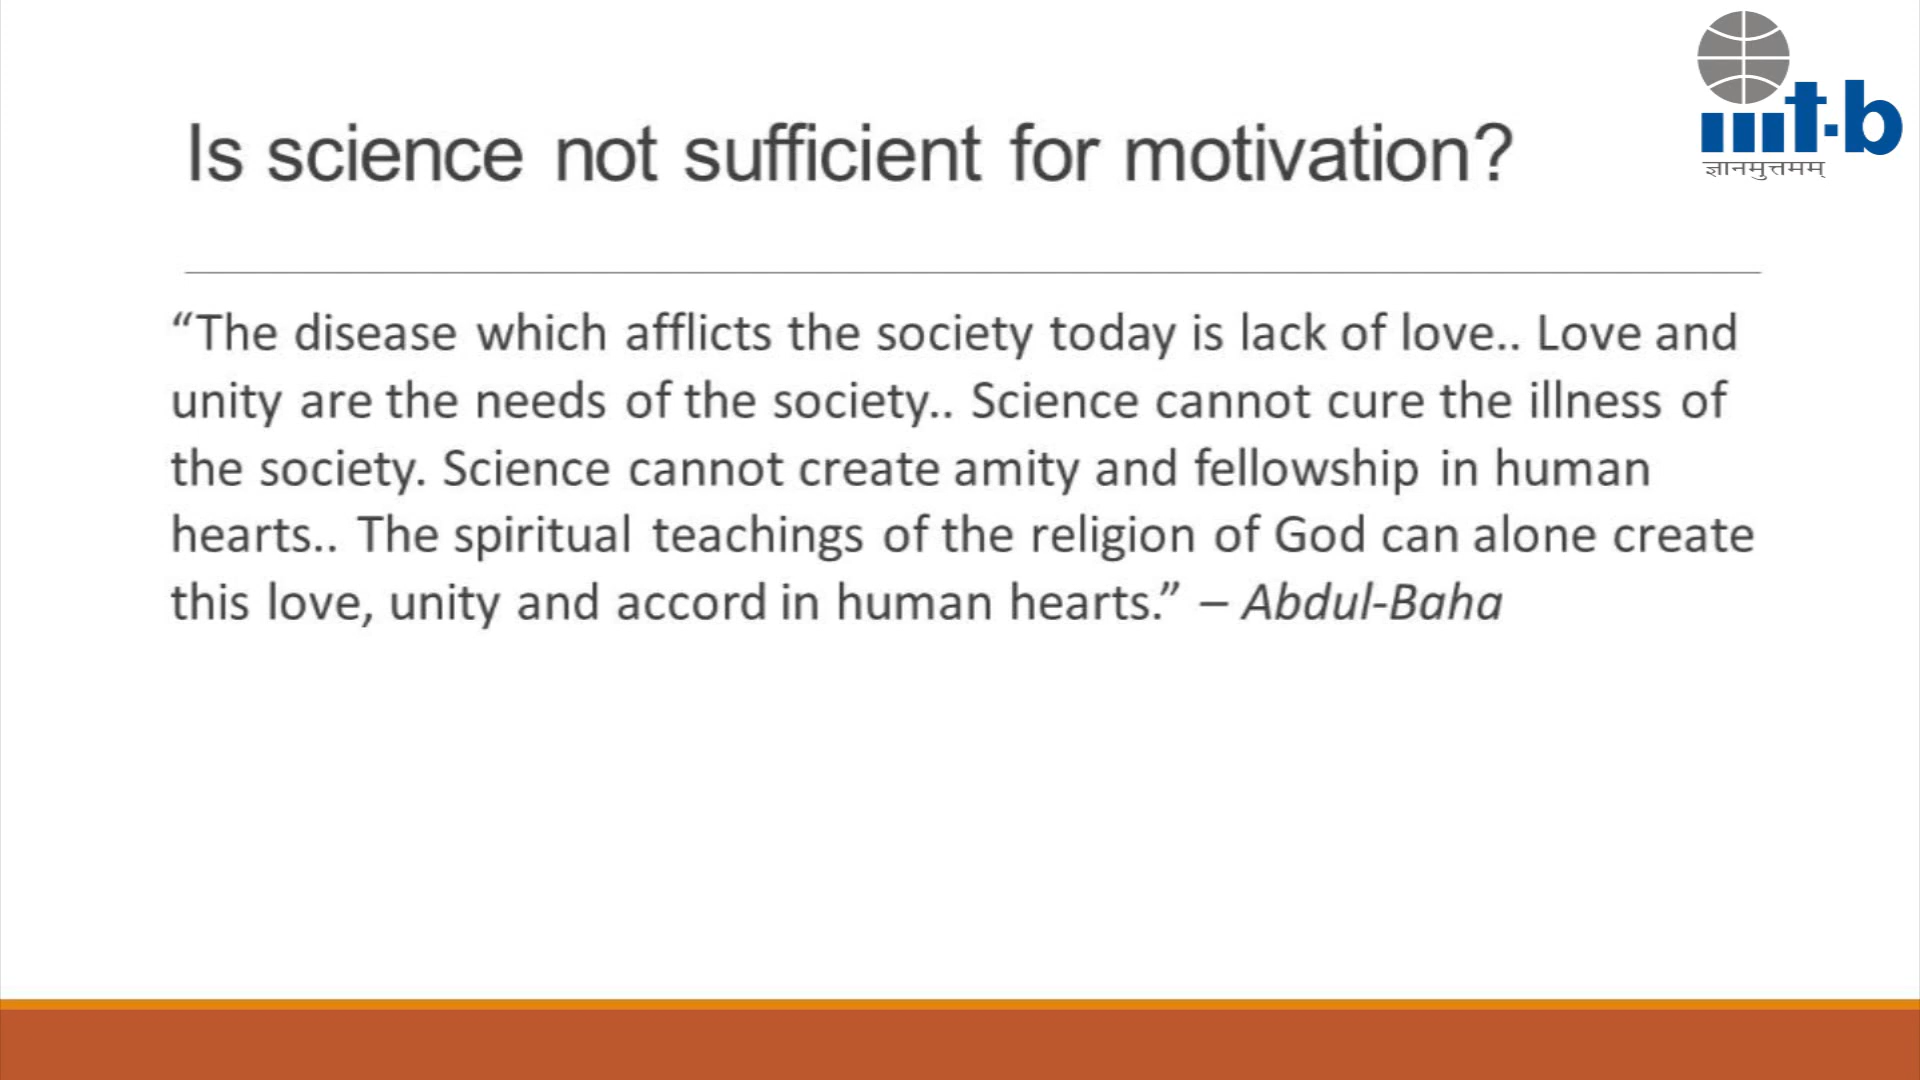 iiit-b
ज्ञानमुत्तमम्
Is science not sufficient for motivation?
“The disease which afflicts the society today is lack of love.. Love and
unity are the needs of the society.. Science cannot cure the illness of
the society. Science cannot create amity and fellowship in human
hearts.. The spiritual teachings of the religion of God can alone create
this love, unity and accord in human hearts.” – Abdul-Baha